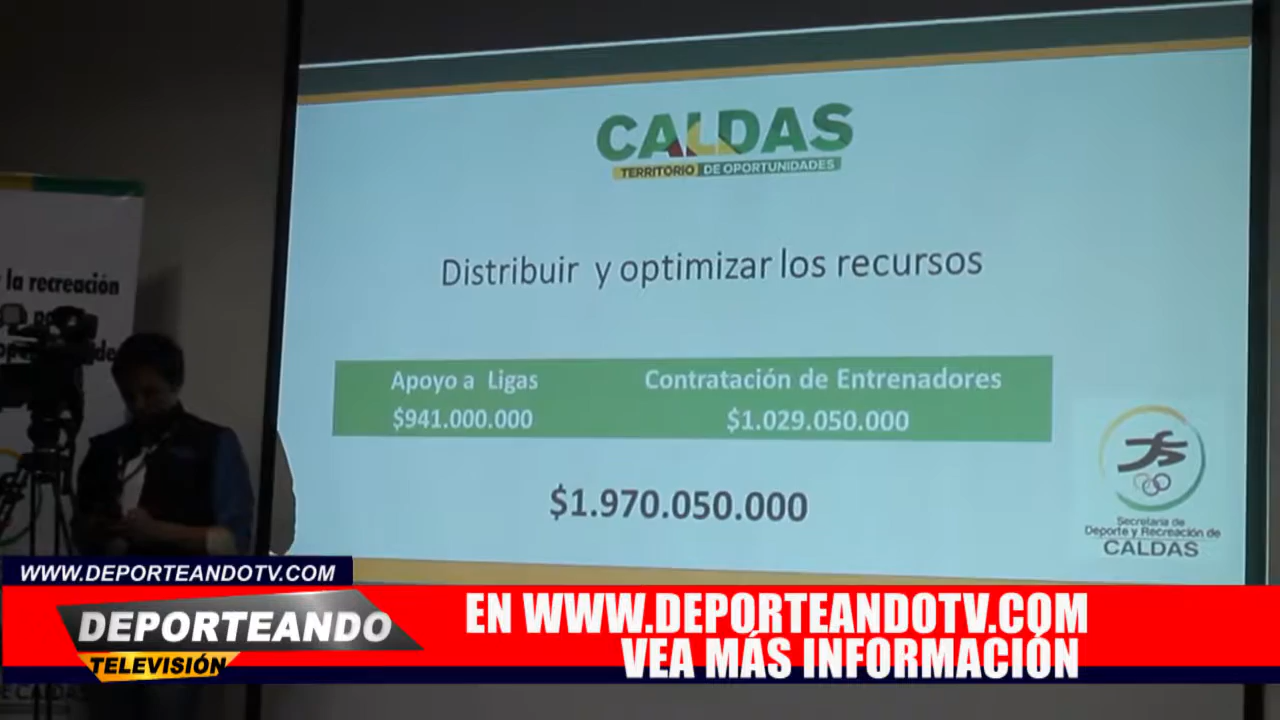 CALDAS
TERRITORIO DE OPORTUNIDADES
Distribuir y optimizar los recursos
Apoyo a Ligas
Contratación de Entrenadores
$941.000.000
$1.029.050.000
$1.970.050.000
Secretaría de
Deporte y Recreación de
CALDAS
la recreación
WWW.DEPORTEANDOTV.COM
DEPORTEANDO
TELEVISIÓN
EN WWW.DEPORTEANDOTV.COM
VEA MÁS INFORMACIÓN
DE CALDAS